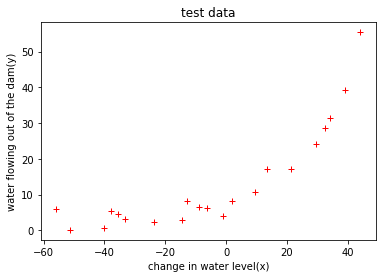 test data
water flowing out of the dam(y)
50
40
30
20
10
0
−60 −40 −20 0 20 40
change in water level(x)